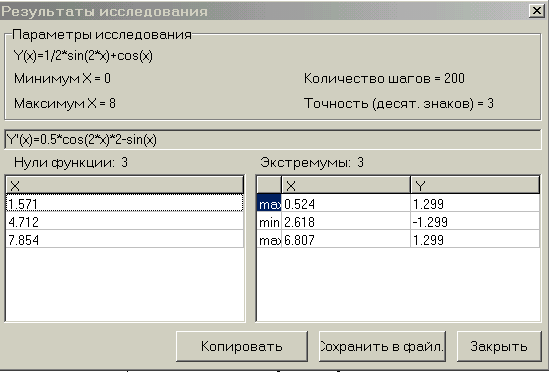 Результаты исследования
Параметры исследования
Y(x)=1/2*sin(2*x)+cos(x)
Минимум X = 0 Количество шагов = 200
Максимум X = 8 Точность (десят. знаков) = 3
Y'(x)=0.5*cos(2*x)*2-sin(x)
Нули функции: 3 Экстремумы: 3
X X Y
1.571 max 0.524 1.299
4.712 min 2.618 -1.299
7.854 max 6.807 1.299
Копировать Сохранить в файл. Закрыть